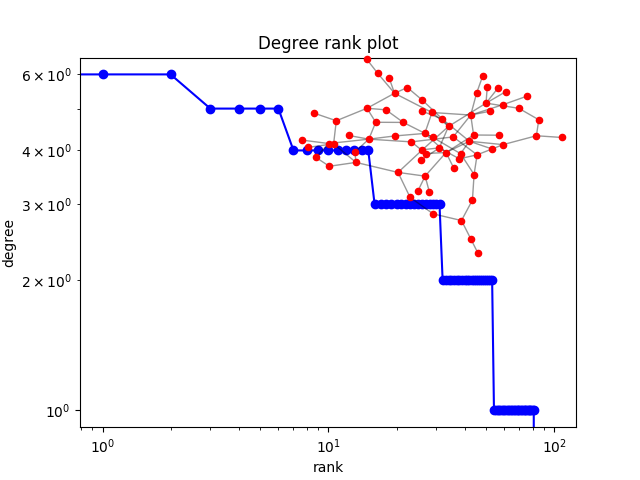 Degree rank plot
degree
6 × 10⁰
4 × 10⁰
3 × 10⁰
2 × 10⁰
10⁰
10⁰ 10¹ 10²
rank